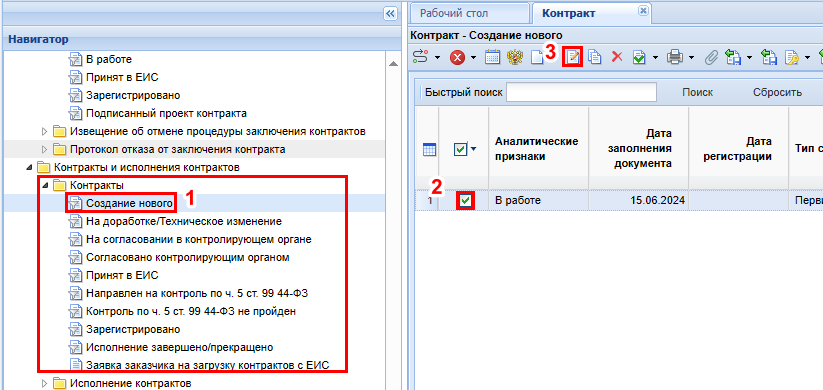 Навигатор
В работе
Принят в ЕИС
Зарегистрировано
Подписанный проект контракта
Извещение об отмене процедуры заключения контрактов
Протокол отказа от заключения контракта
Контракты и исполнения контрактов
Контракты
Создание нового
1
На доработке/Техническое изменение
На согласовании в контролирующем органе
Согласовано контролирующим органом
Принят в ЕИС
Направлен на контроль по ч. 5 ст. 99 44-ФЗ
Контроль по ч. 5 ст. 99 44-ФЗ не пройден
Зарегистрировано
Исполнение завершено/прекращено
Заявка заказчика на загрузку контрактов с ЕИС
Исполнение контрактов
Рабочий стол
Контракт
Контракт - Создание нового
3
Быстрый поиск
Поиск
Сбросить
Аналитические
признаки
Дата
заполнения
документа
Дата
регистрации
Тип с
2
1
В работе
15.06.2024
Перви